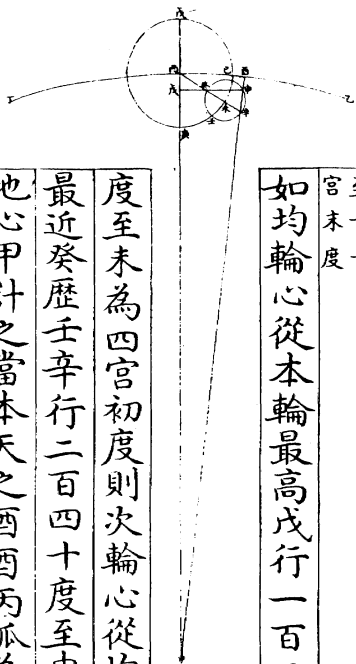 宮末度
如均輪心從本輪最高戊行一百
度至未為四宮初度則次輪心從均
最近癸歷壬辛行二百四十度至
地心甲計之當本天之酉酉丙弧